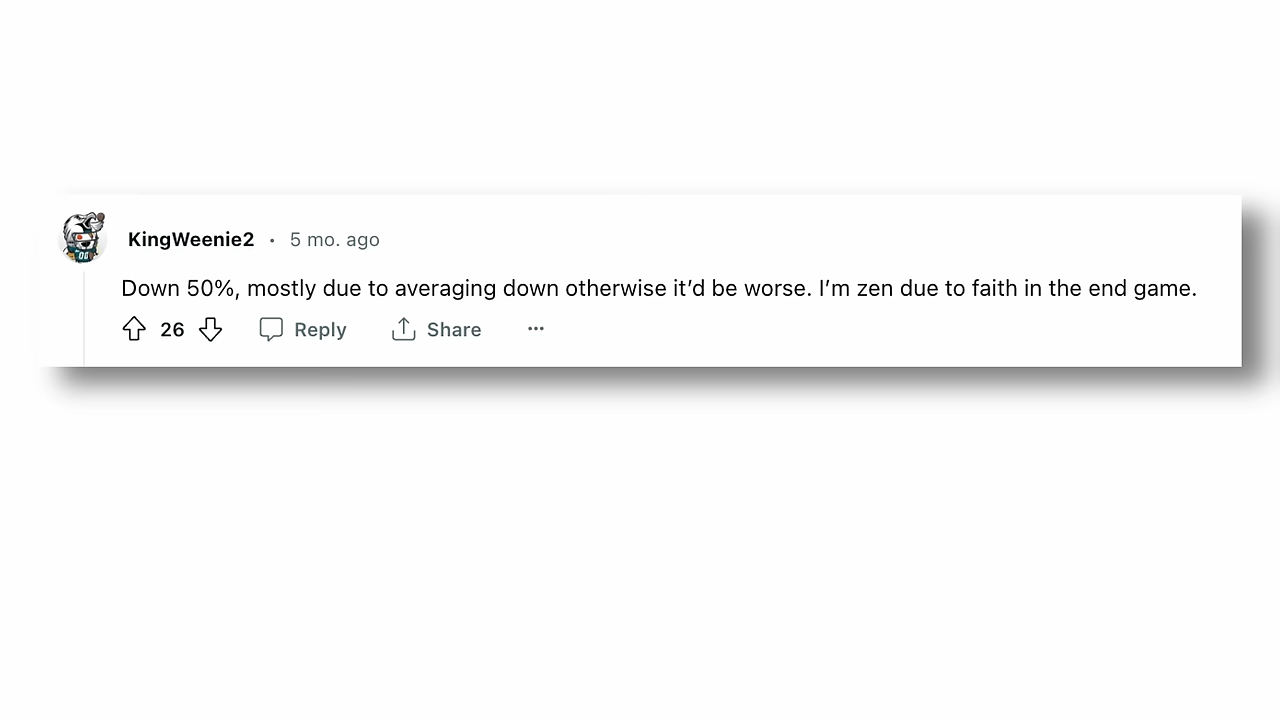 KingWeenie2 • 5 mo. ago
Down 50%, mostly due to averaging down otherwise it’d be worse. I’m zen due to faith in the end game.
26 Reply Share ···